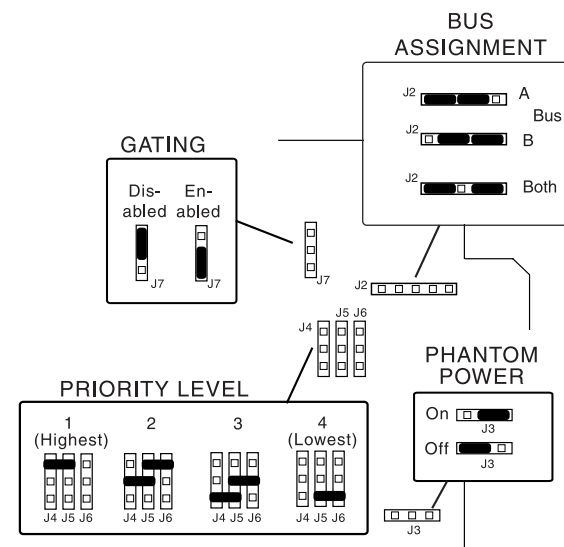 BUS
ASSIGNMENT
J2 A
Bus
J2 B
J2 Both
GATING
Dis- En-
abled abled
J7 J7
J7
J2
J5 J6
J4
PHANTOM
POWER
On
J3
Off
J3
J3
PRIORITY LEVEL
1 2 3 4
(Highest) (Lowest)
J4 J5 J6 J4 J5 J6 J4 J5 J6 J4 J5 J6